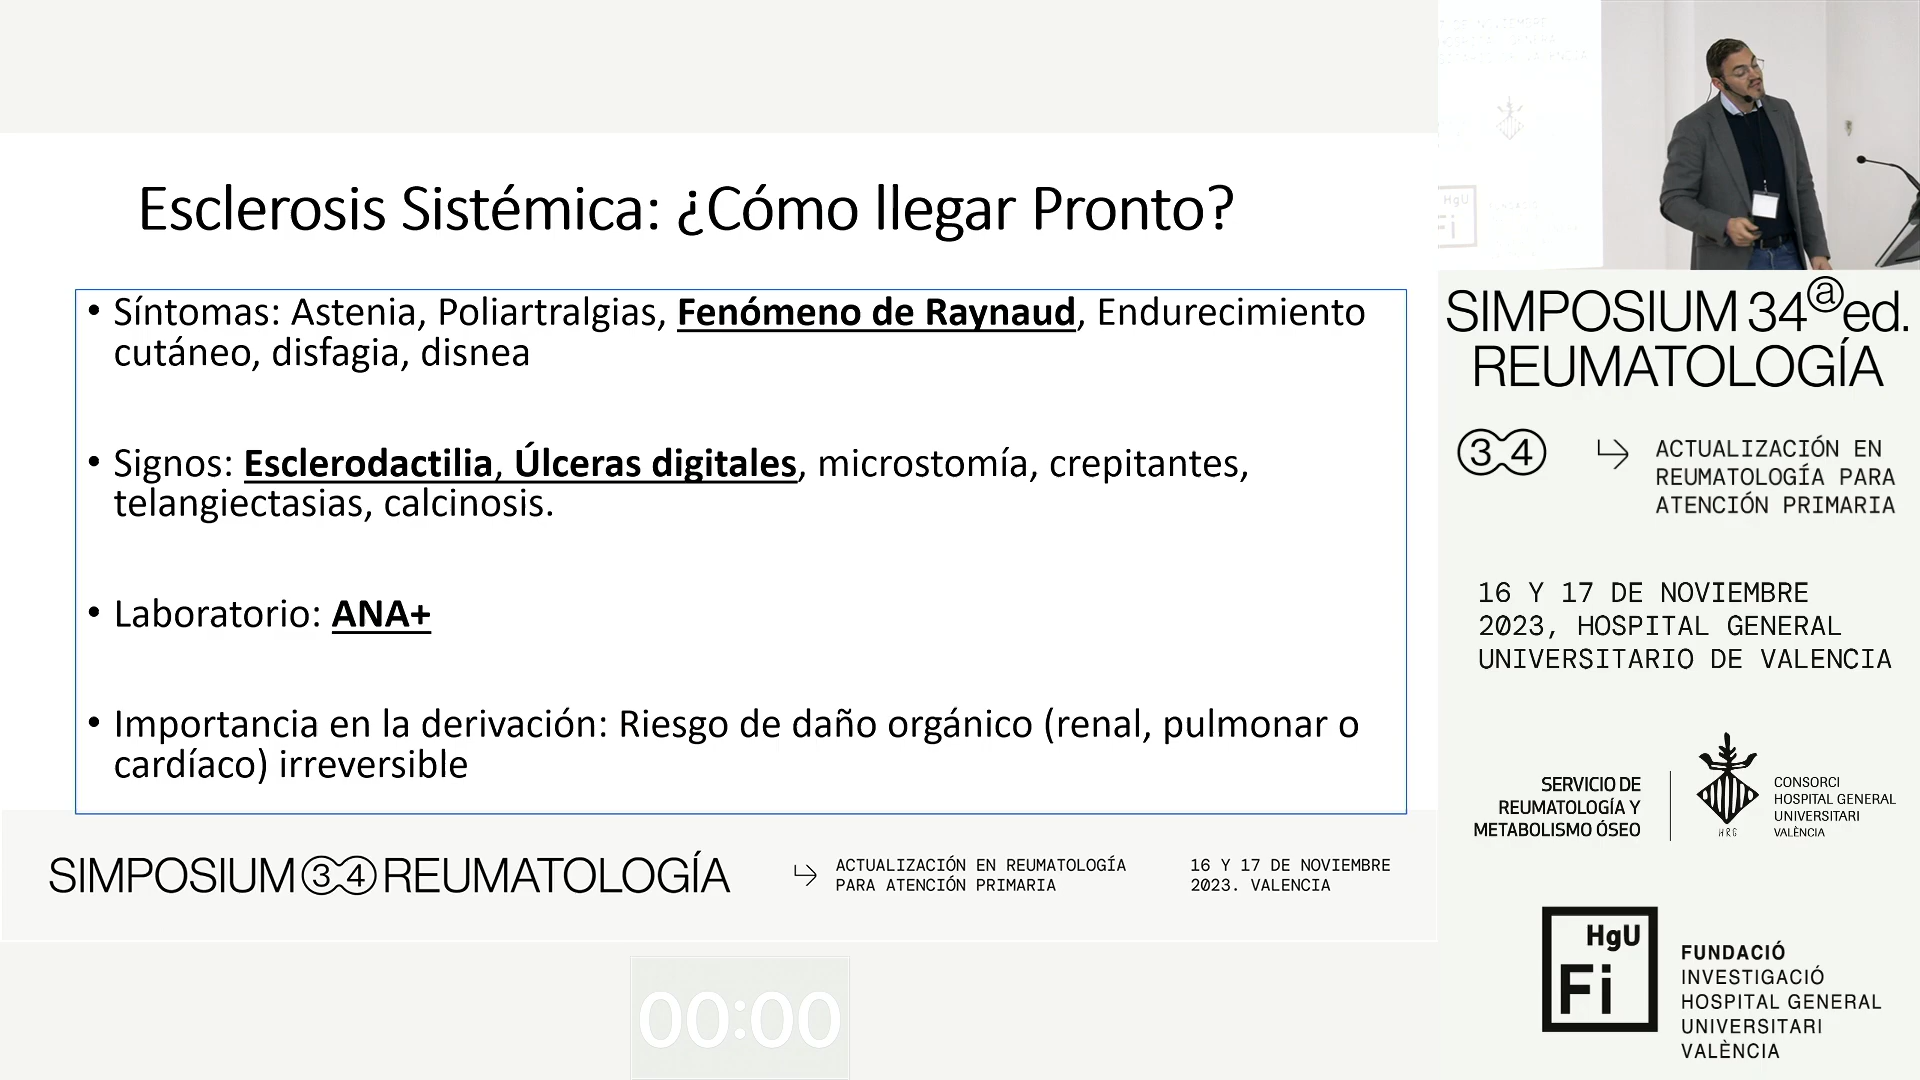 Esclerosis Sistémica: ¿Cómo llegar Pronto?
• Síntomas: Astenia, Poliartralgias, Fenómeno de Raynaud, Endurecimiento
cutáneo, disfagia, disnea
• Signos: Esclerodactilia, Úlceras digitales, microstomía, crepitantes,
telangiectasias, calcinosis.
• Laboratorio: ANA+
• Importancia en la derivación: Riesgo de daño orgánico (renal, pulmonar o
cardíaco) irreversible
SIMPOSIUM 34 REUMATOLOGÍA
ACTUALIZACIÓN EN REUMATOLOGÍA
PARA ATENCIÓN PRIMARIA
16 Y 17 DE NOVIEMBRE
2023. VALENCIA
00:00
HgU
Fi
SIMPOSIUM 34ª ed.
REUMATOLOGÍA
34
ACTUALIZACIÓN EN
REUMATOLOGÍA PARA
ATENCIÓN PRIMARIA
16 Y 17 DE NOVIEMBRE
2023, HOSPITAL GENERAL
UNIVERSITARIO DE VALENCIA
SERVICIO DE
REUMATOLOGÍA Y
METABOLISMO ÓSEO
HRG
CONSORCI
HOSPITAL GENERAL
UNIVERSITARI
VALÈNCIA
HgU
Fi
FUNDACIÓ
INVESTIGACIÓ
HOSPITAL GENERAL
UNIVERSITARI
VALÈNCIA